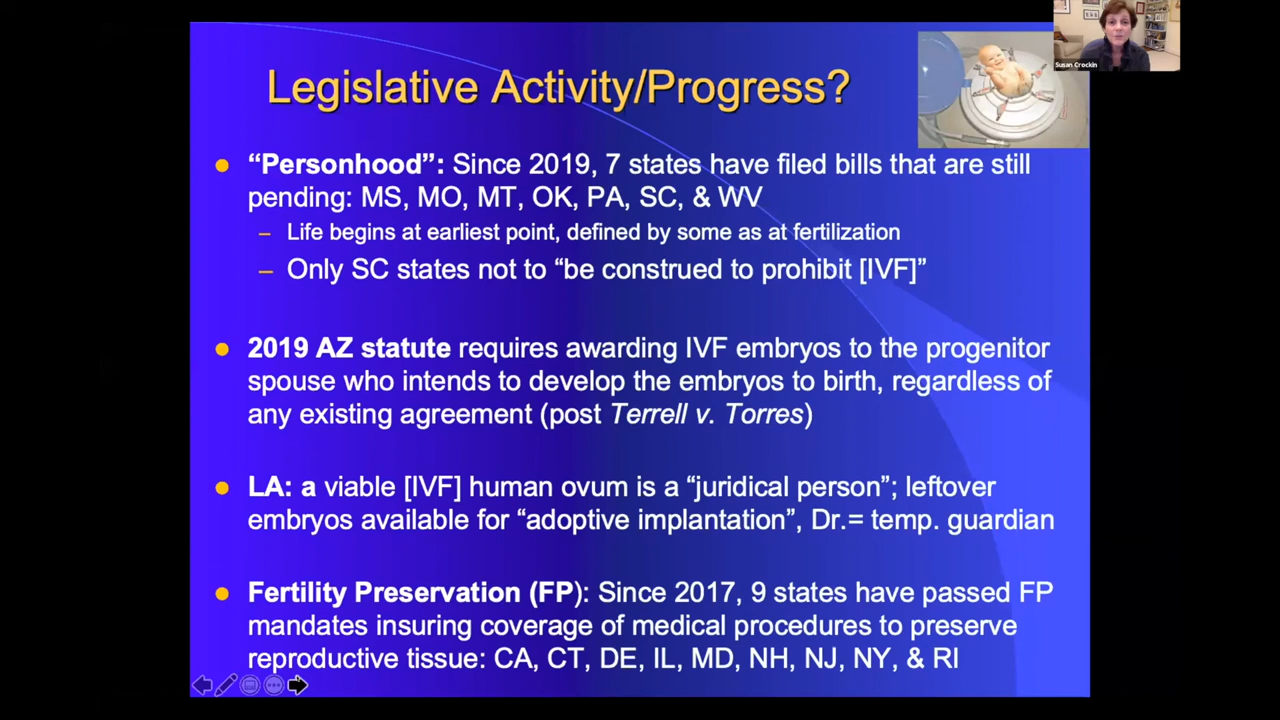 Susan Crockin
Legislative Activity/Progress?
“Personhood”: Since 2019, 7 states have filed bills that are still
pending: MS, MO, MT, OK, PA, SC, & WV
– Life begins at earliest point, defined by some as at fertilization
– Only SC states not to “be construed to prohibit [IVF]”
2019 AZ statute requires awarding IVF embryos to the progenitor
spouse who intends to develop the embryos to birth, regardless of
any existing agreement (post Terrell v. Torres)
LA: a viable [IVF] human ovum is a “juridical person”; leftover
embryos available for “adoptive implantation”, Dr.= temp. guardian
Fertility Preservation (FP): Since 2017, 9 states have passed FP
mandates insuring coverage of medical procedures to preserve
reproductive tissue: CA, CT, DE, IL, MD, NH, NJ, NY, & RI